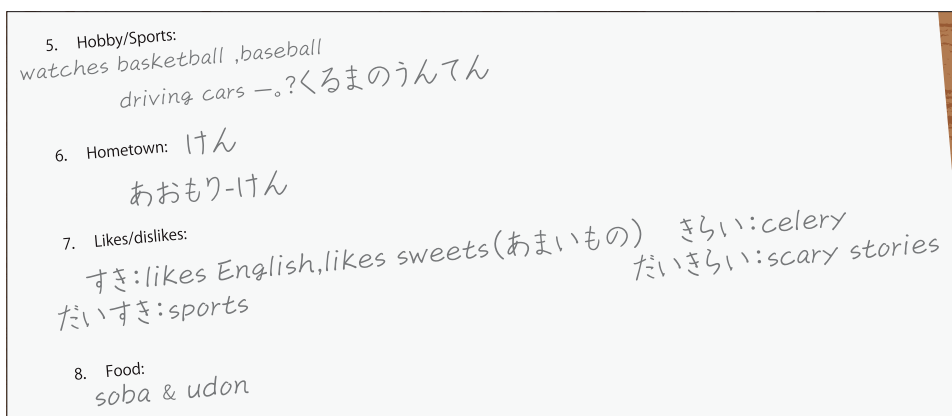 5. Hobby/Sports:
watches basketball ,baseball
driving cars —。?くるまのうんてん
6. Hometown: けん
あおもり-けん
7. Likes/dislikes:
すき:likes English,likes sweets(あまいもの) きらい:celery
だいきらい:scary stories
だいすき:sports
8. Food:
soba & udon